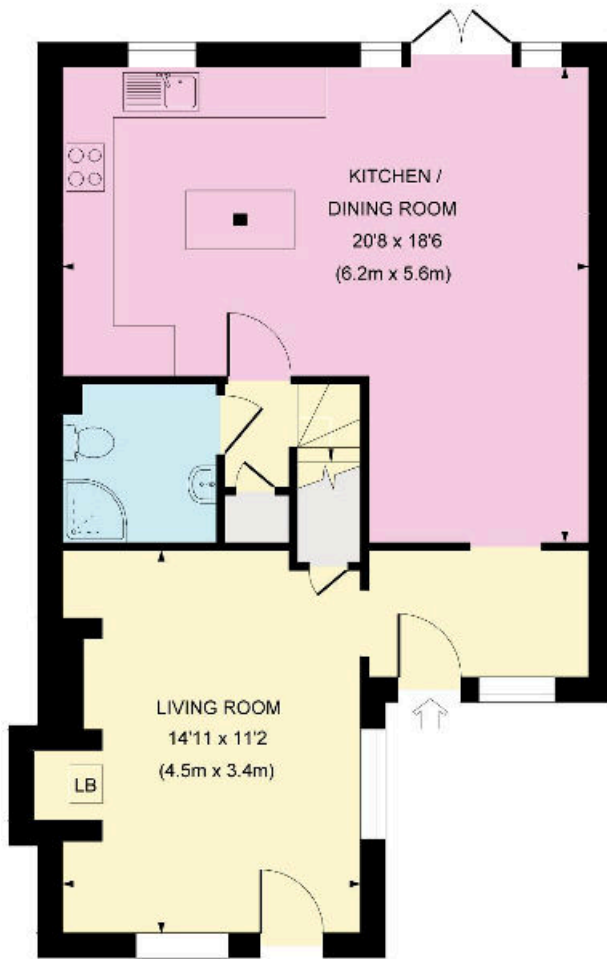 KITCHEN /
DINING ROOM
20'8 x 18'6
(6.2m x 5.6m)
LIVING ROOM
14'11 x 11'2
(4.5m x 3.4m)
LB